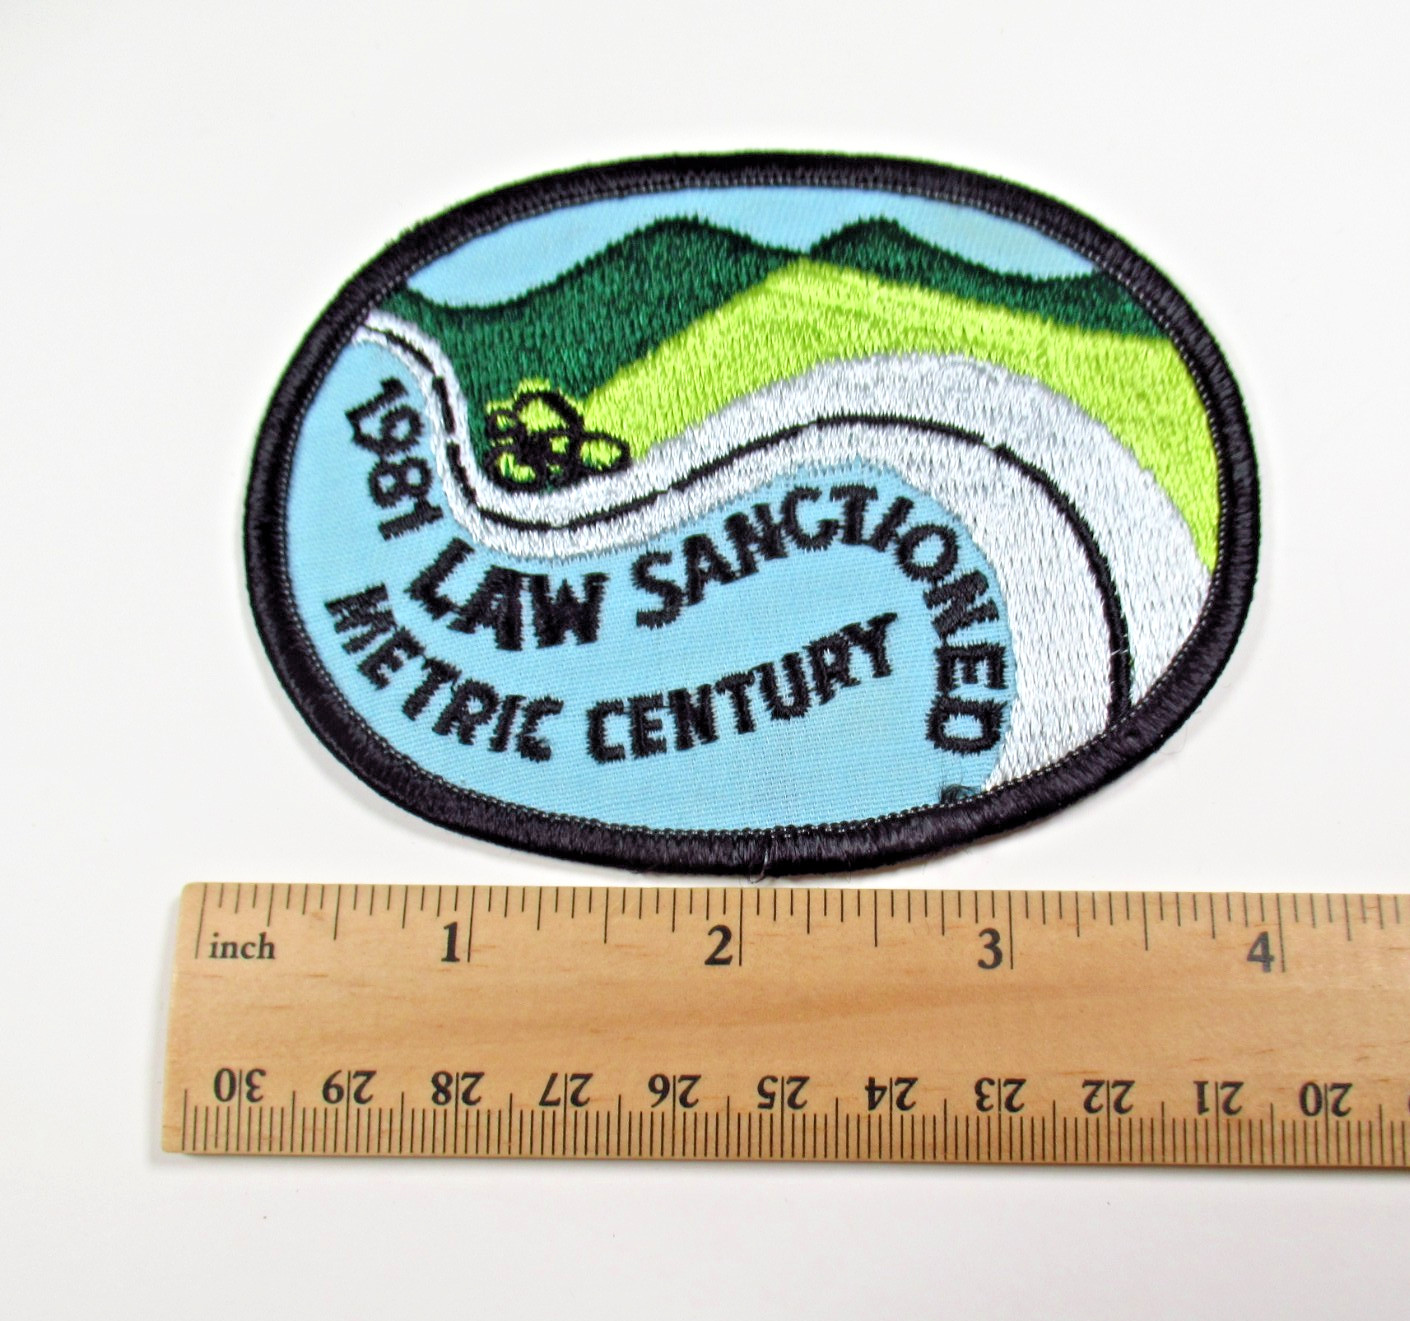 1981 LAW SANCTIONED
METRIC CENTURY
inch 1 2 3 4
30 29 28 27 26 25 24 23 22 21 20